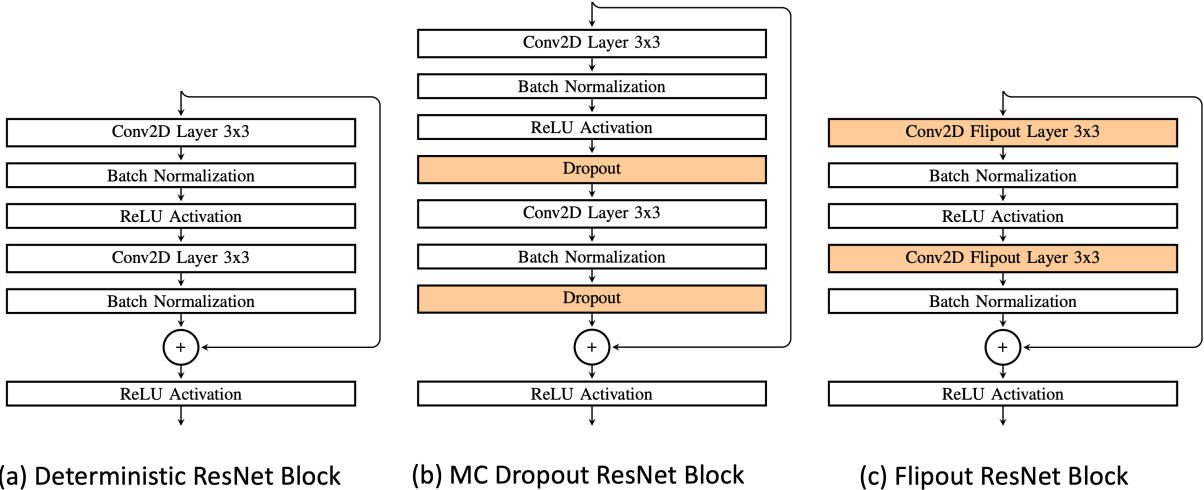 Conv2D Layer 3x3
Batch Normalization
ReLU Activation
Conv2D Layer 3x3
Batch Normalization
+
ReLU Activation
(a) Deterministic ResNet Block
Conv2D Layer 3x3
Batch Normalization
ReLU Activation
Dropout
Conv2D Layer 3x3
Batch Normalization
Dropout
+
ReLU Activation
(b) MC Dropout ResNet Block
Conv2D Flipout Layer 3x3
Batch Normalization
ReLU Activation
Conv2D Flipout Layer 3x3
Batch Normalization
+
ReLU Activation
(c) Flipout ResNet Block